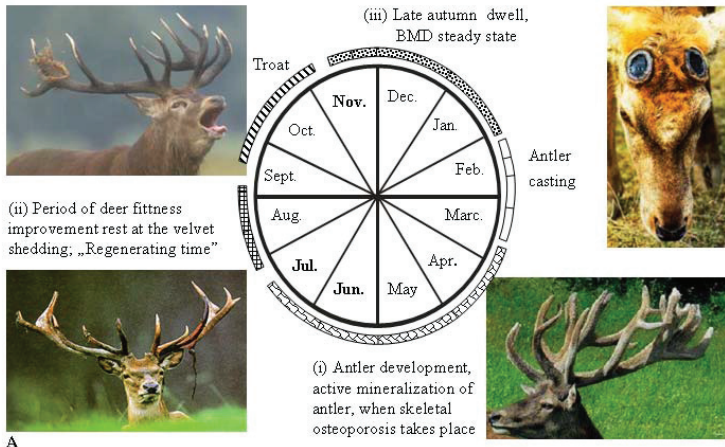 (iii) Late autumn dwell,
BMD steady state
Troat
Nov.
Dec.
Oct.
Jan.
Sept.
Feb.
Antler
casting
Aug.
Marc.
Jul.
Apr.
Jun.
May
(ii) Period of deer fittness
improvement rest at the velvet
shedding; „Regenerating time”
(i) Antler development,
active mineralization of
antler, when skeletal
osteoporosis takes place
A